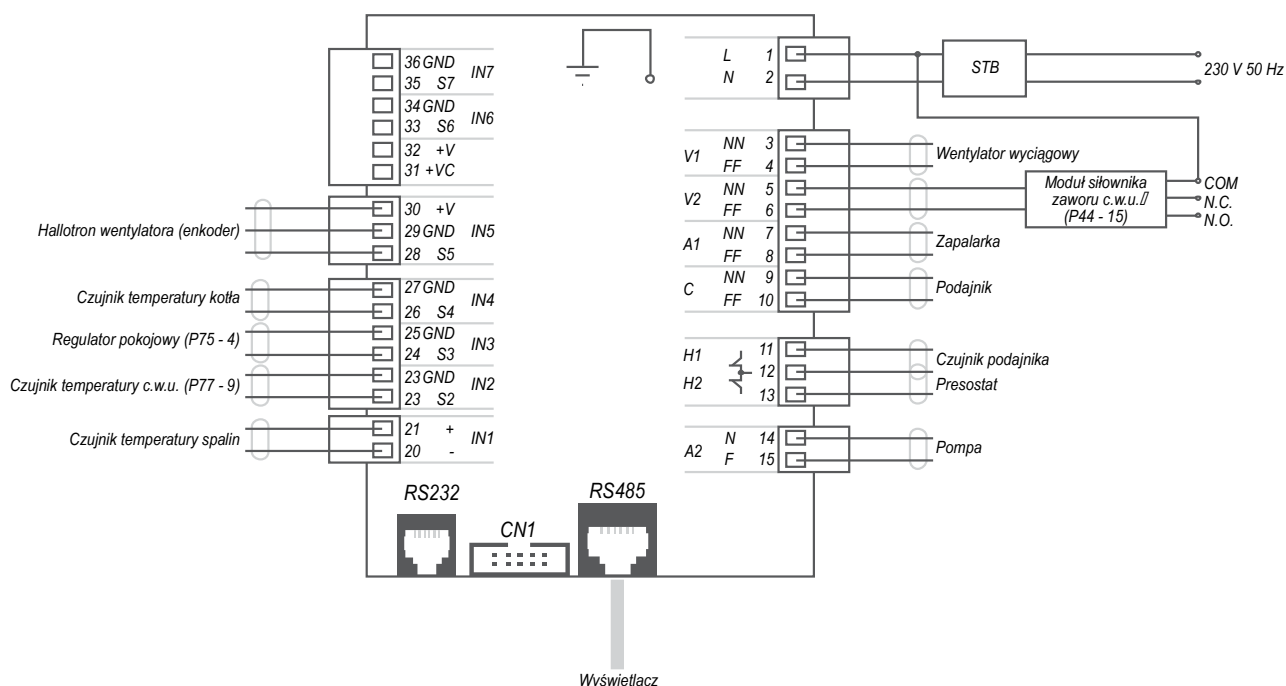 36 GND
35 S7
IN7
34 GND
33 S6
IN6
32 +V
31 +VC
30 +V
29 GND
28 S5
IN5
Hallotron wentylatora (enkoder)
27 GND
26 S4
IN4
Czujnik temperatury kotła
25 GND
24 S3
IN3
Regulator pokojowy (P75 - 4)
23 GND
23 S2
IN2
Czujnik temperatury c.w.u. (P77 - 9)
21 +
20 -
IN1
Czujnik temperatury spalin
L 1
N 2
STB
230 V 50 Hz
V1
NN 3
FF 4
Wentylator wyciągowy
V2
NN 5
FF 6
Moduł siłownika
zaworu c.w.u.
(P44 - 15)
COM
N.C.
N.O.
A1
NN 7
FF 8
Zapalarka
C
NN 9
FF 10
Podajnik
H1
H2
11
12
13
Czujnik podajnika
Presostat
A2
N 14
F 15
Pompa
RS232
CN1
RS485
Wyświetlacz